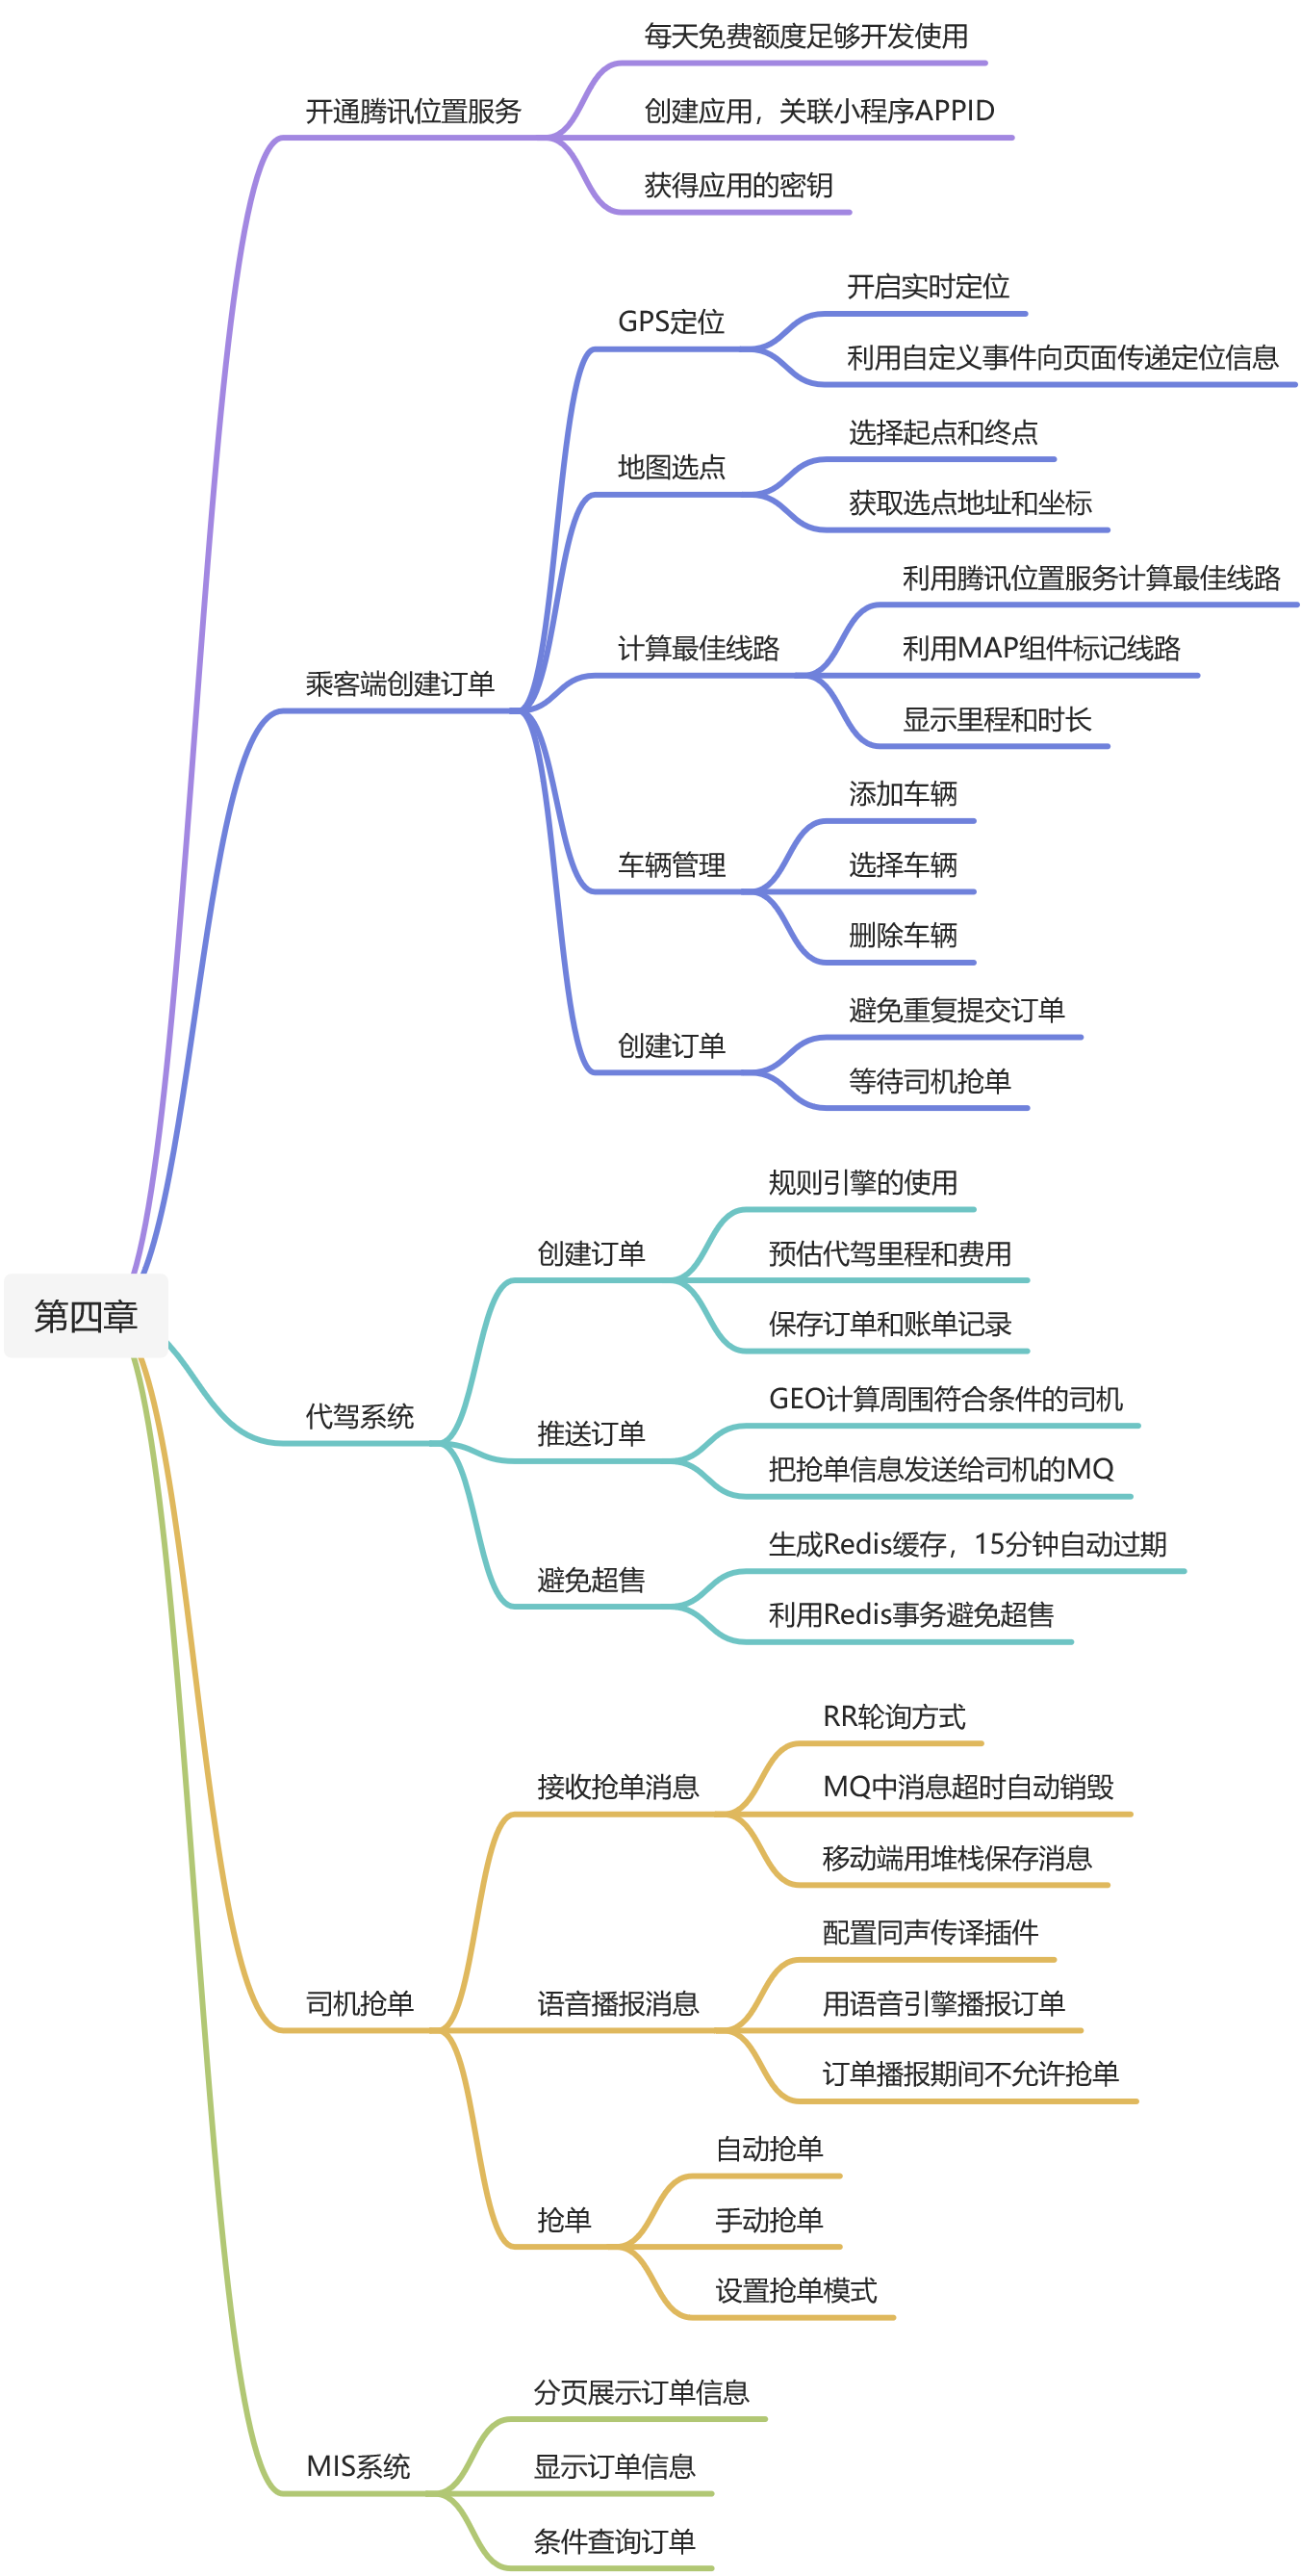 每天免费额度足够开发使用
开通腾讯位置服务
创建应用，关联小程序APPID
获得应用的密钥
开启实时定位
GPS定位
利用自定义事件向页面传递定位信息
选择起点和终点
地图选点
获取选点地址和坐标
利用腾讯位置服务计算最佳线路
计算最佳线路
利用MAP组件标记线路
乘客端创建订单
显示里程和时长
添加车辆
车辆管理
选择车辆
删除车辆
避免重复提交订单
创建订单
等待司机抢单
规则引擎的使用
创建订单
预估代驾里程和费用
第四章
保存订单和账单记录
GEO计算周围符合条件的司机
代驾系统
推送订单
把抢单信息发送给司机的MQ
生成Redis缓存，15分钟自动过期
避免超售
利用Redis事务避免超售
RR轮询方式
接收抢单消息
MQ中消息超时自动销毁
移动端用堆栈保存消息
配置同声传译插件
司机抢单
语音播报消息
用语音引擎播报订单
订单播报期间不允许抢单
自动抢单
抢单
手动抢单
设置抢单模式
分页展示订单信息
MIS系统
显示订单信息
条件查询订单